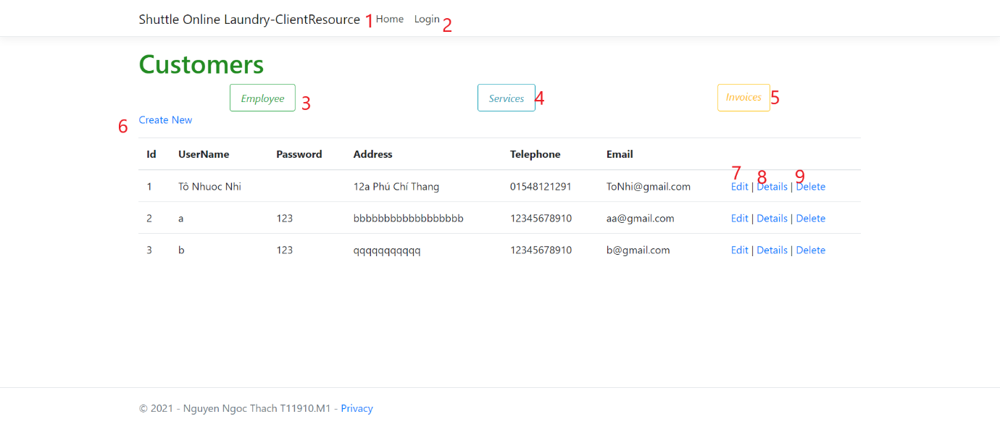 Shuttle Online Laundry-ClientResource 1 Home Login 2
Customers
Employee 3 Services 4 Invoices 5
6 Create New
Id UserName Password Address Telephone Email
7 8 9
1 Tô Nhuoc Nhi 12a Phú Chí Thang 01548121291 ToNhi@gmail.com Edit | Details | Delete
2 a 123 bbbbbbbbbbbbbbbbbb 12345678910 aa@gmail.com Edit | Details | Delete
3 b 123 qqqqqqqqqqq 12345678910 b@gmail.com Edit | Details | Delete
© 2021 - Nguyen Ngoc Thach T11910.M1 - Privacy